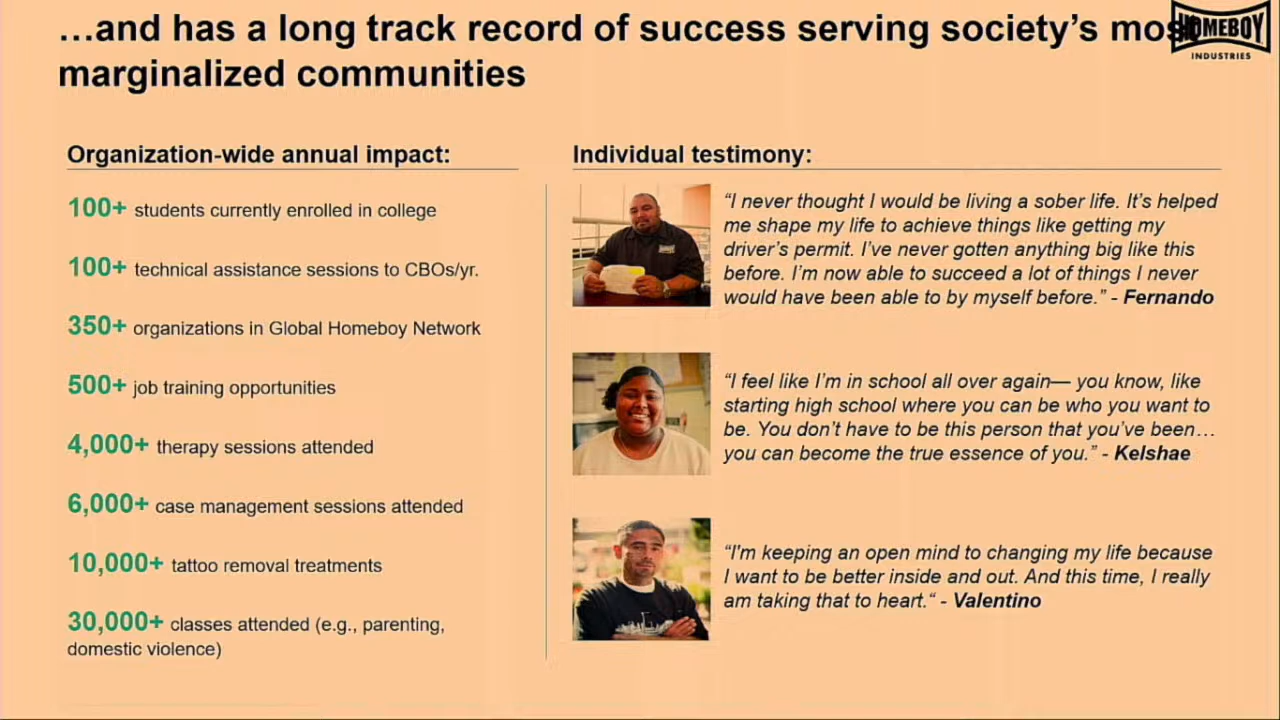 …and has a long track record of success serving society’s most
marginalized communities
HOMEBOY
INDUSTRIES
Organization-wide annual impact:
100+ students currently enrolled in college
100+ technical assistance sessions to CBOs/yr.
350+ organizations in Global Homeboy Network
500+ job training opportunities
4,000+ therapy sessions attended
6,000+ case management sessions attended
10,000+ tattoo removal treatments
30,000+ classes attended (e.g., parenting,
domestic violence)
Individual testimony:
“I never thought I would be living a sober life. It’s helped
me shape my life to achieve things like getting my
driver’s permit. I’ve never gotten anything big like this
before. I’m now able to succeed a lot of things I never
would have been able to by myself before.” - Fernando
“I feel like I’m in school all over again— you know, like
starting high school where you can be who you want to
be. You don’t have to be this person that you’ve been…
you can become the true essence of you.” - Kelshae
“I’m keeping an open mind to changing my life because
I want to be better inside and out. And this time, I really
am taking that to heart.“ - Valentino